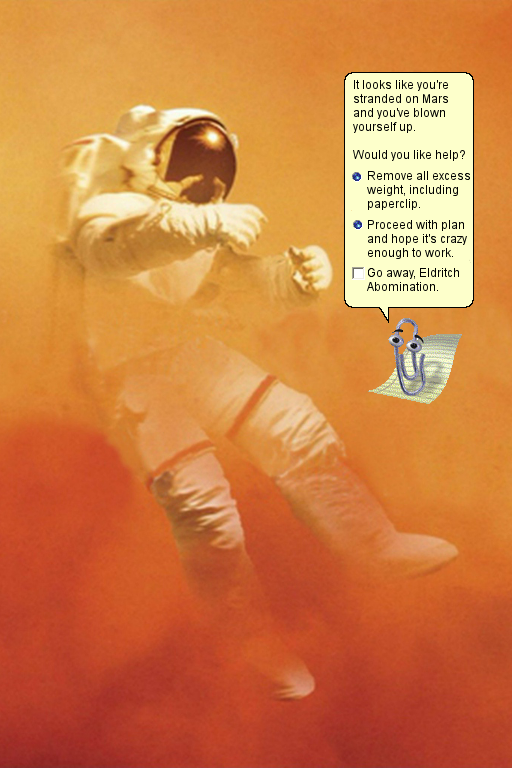 It looks like you're
stranded on Mars
and you've blown
yourself up.
Would you like help?
Remove all excess
weight, including
paperclip.
Proceed with plan
and hope it's crazy
enough to work.
Go away, Eldritch
Abomination.